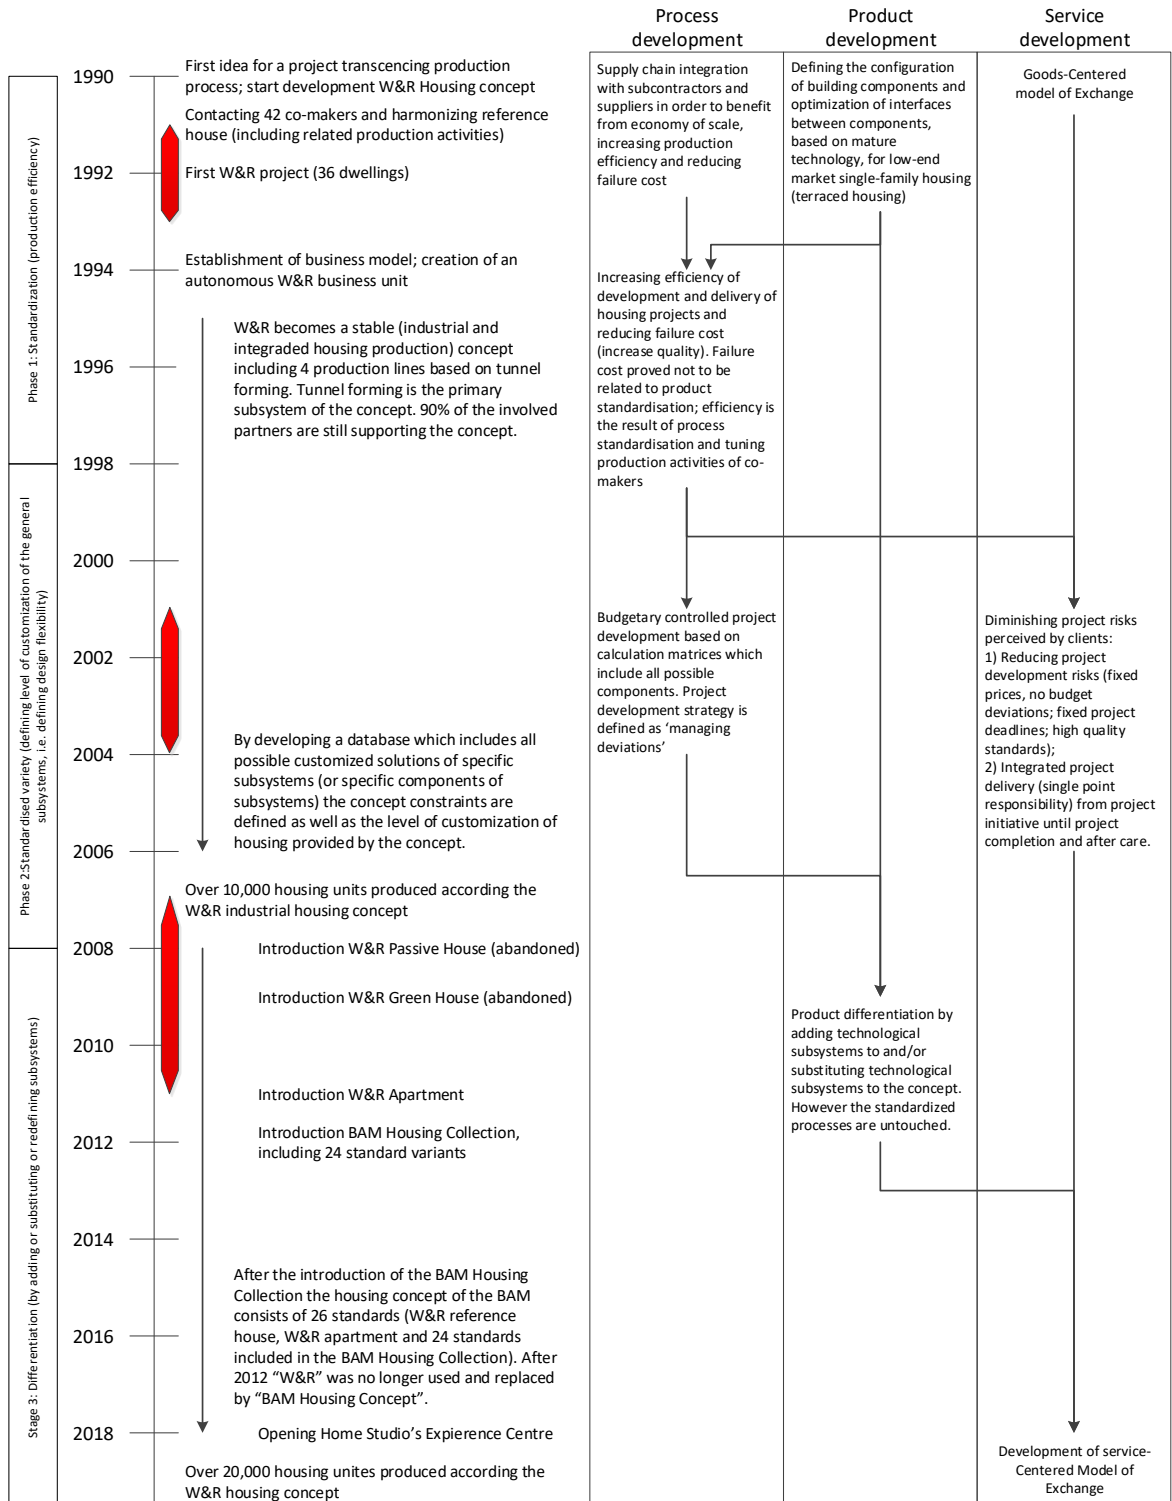 Process
development
Product
development
Service
development
1990
1992
1994
1996
1998
2000
2002
2004
2006
2008
2010
2012
2014
2016
2018
Phase 1: Standardization (production efficiency)
Phase 2:Standardised variety (defining level of customization of the general
subsystems, i.e. defining design flexibility)
Stage 3: Differentiation (by adding or substituting or redefining subsystems)
First idea for a project transcencing production
process; start development W&R Housing concept
Contacting 42 co-makers and harmonizing reference
house (including related production activities)
First W&R project (36 dwellings)
Establishment of business model; creation of an
autonomous W&R business unit
W&R becomes a stable (industrial and
integraded housing production) concept
including 4 production lines based on tunnel
forming. Tunnel forming is the primary
subsystem of the concept. 90% of the involved
partners are still supporting the concept.
By developing a database which includes all
possible customized solutions of specific
subsystems (or specific components of
subsystems) the concept constraints are
defined as well as the level of customization of
housing provided by the concept.
Over 10,000 housing units produced according the
W&R industrial housing concept
Introduction W&R Passive House (abandoned)
Introduction W&R Green House (abandoned)
Introduction W&R Apartment
Introduction BAM Housing Collection,
including 24 standard variants
After the introduction of the BAM Housing
Collection the housing concept of the BAM
consists of 26 standards (W&R reference
house, W&R apartment and 24 standards
included in the BAM Housing Collection). After
2012 “W&R” was no longer used and replaced
by “BAM Housing Concept”.
Opening Home Studio’s Expierence Centre
Over 20,000 housing unites produced according the
W&R housing concept
Supply chain integration
with subcontractors and
suppliers in order to benefit
from economy of scale,
increasing production
efficiency and reducing
failure cost
Increasing efficiency of
development and delivery of
housing projects and
reducing failure cost
(increase quality). Failure
cost proved not to be
related to product
standardisation; efficiency is
the result of process
standardisation and tuning
production activities of co-
makers
Budgetary controlled project
development based on
calculation matrices which
include all possible
components. Project
development strategy is
defined as ‘managing
deviations’
Defining the configuration
of building components and
optimization of interfaces
between components,
based on mature
technology, for low-end
market single-family housing
(terraced housing)
Product differentiation by
adding technological
subsystems to and/or
substituting technological
subsystems to the concept.
However the standardized
processes are untouched.
Goods-Centered
model of Exchange
Diminishing project risks
perceived by clients:
1) Reducing project
development risks (fixed
prices, no budget
deviations; fixed project
deadlines; high quality
standards);
2) Integrated project
delivery (single point
responsibility) from project
initiative until project
completion and after care.
Development of service-
Centered Model of
Exchange